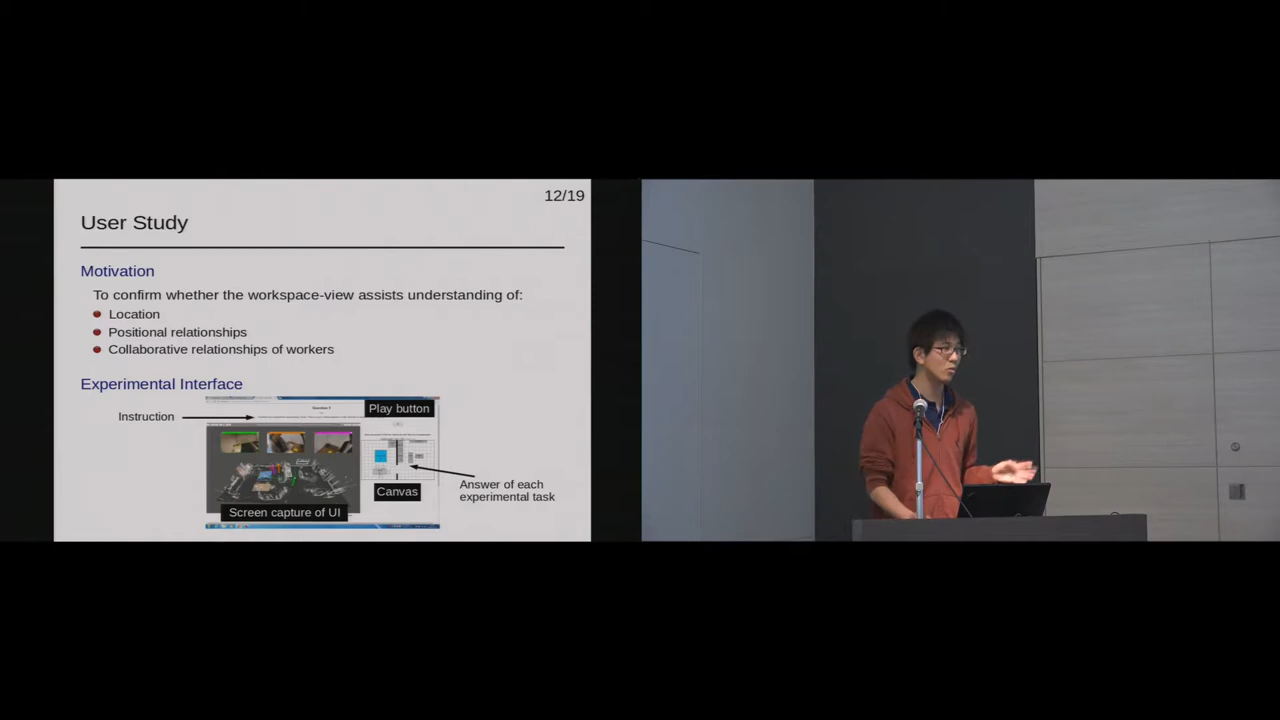 12/19
User Study
Motivation
To confirm whether the workspace-view assists understanding of:
Location
Positional relationships
Collaborative relationships of workers
Experimental Interface
Instruction
Play button
Canvas
Answer of each
experimental task
Screen capture of UI